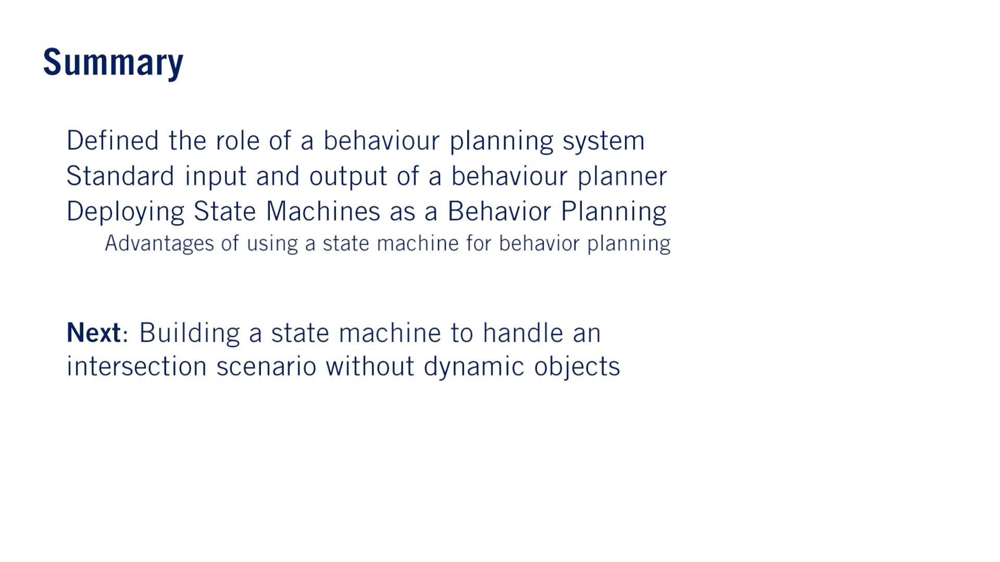 Summary
Defined the role of a behaviour planning system
Standard input and output of a behaviour planner
Deploying State Machines as a Behavior Planning
Advantages of using a state machine for behavior planning
Next: Building a state machine to handle an
intersection scenario without dynamic objects